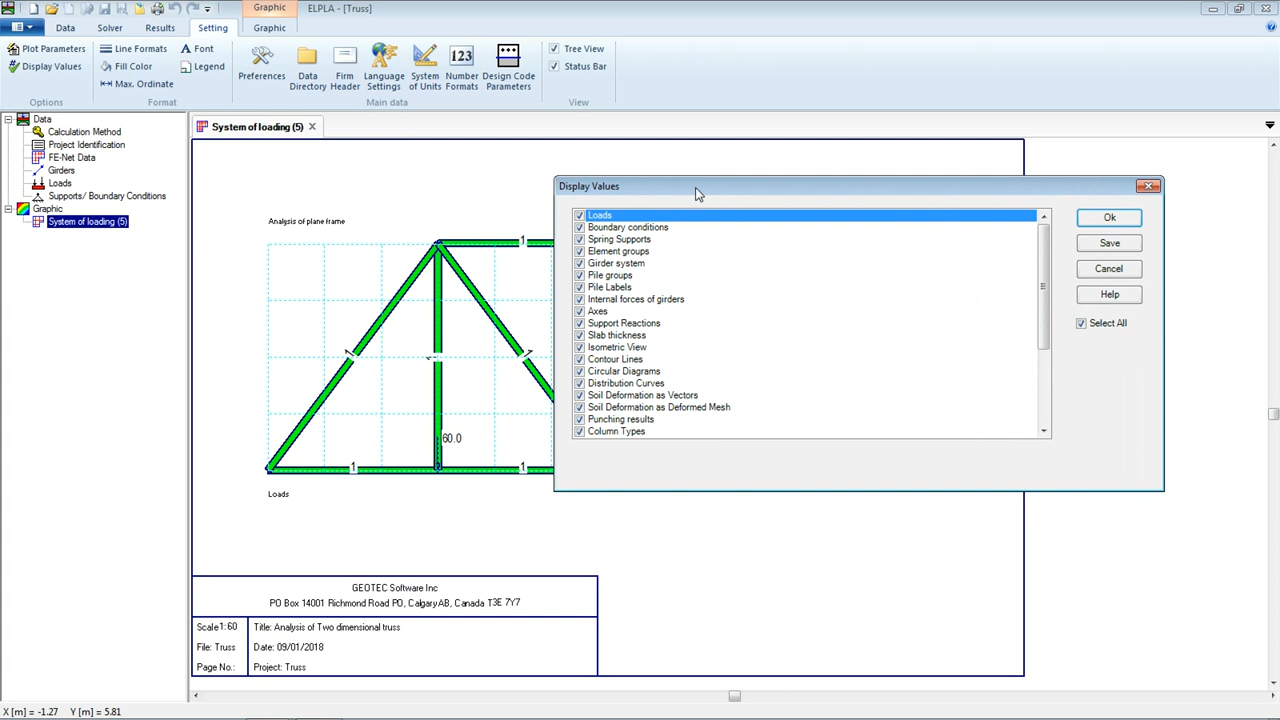 Graphic
ELPLA - [Truss]
Data
Solver
Results
Setting
Graphic
Plot Parameters
Display Values
Options
Line Formats
Fill Color
Max. Ordinate
Font
Legend
Format
Preferences
Data
Directory
Firm
Header
Language
Settings
System
of Units
123
Number
Formats
Design Code
Parameters
Main data
Tree View
Status Bar
View
Data
Calculation Method
Project Identification
FE-Net Data
Girders
Loads
Supports/ Boundary Conditions
Graphic
System of loading (5)
System of loading (5)
Analysis of plane frame
1
1
1
1
60.0
1
1
Loads
Display Values
Loads
Boundary conditions
Spring Supports
Element groups
Girder system
Pile groups
Pile Labels
Internal forces of girders
Axes
Support Reactions
Slab thickness
Isometric View
Contour Lines
Circular Diagrams
Distribution Curves
Soil Deformation as Vectors
Soil Deformation as Deformed Mesh
Punching results
Column Types
Ok
Save
Cancel
Help
Select All
GEOTEC Software Inc
PO Box 14001 Richmond Road PO, Calgary AB, Canada T3E 7Y7
Scale 1:60
Title: Analysis of Two dimensional truss
File: Truss
Date: 09/01/2018
Page No.:
Project: Truss
X [m] = -1.27 Y [m] = 5.81